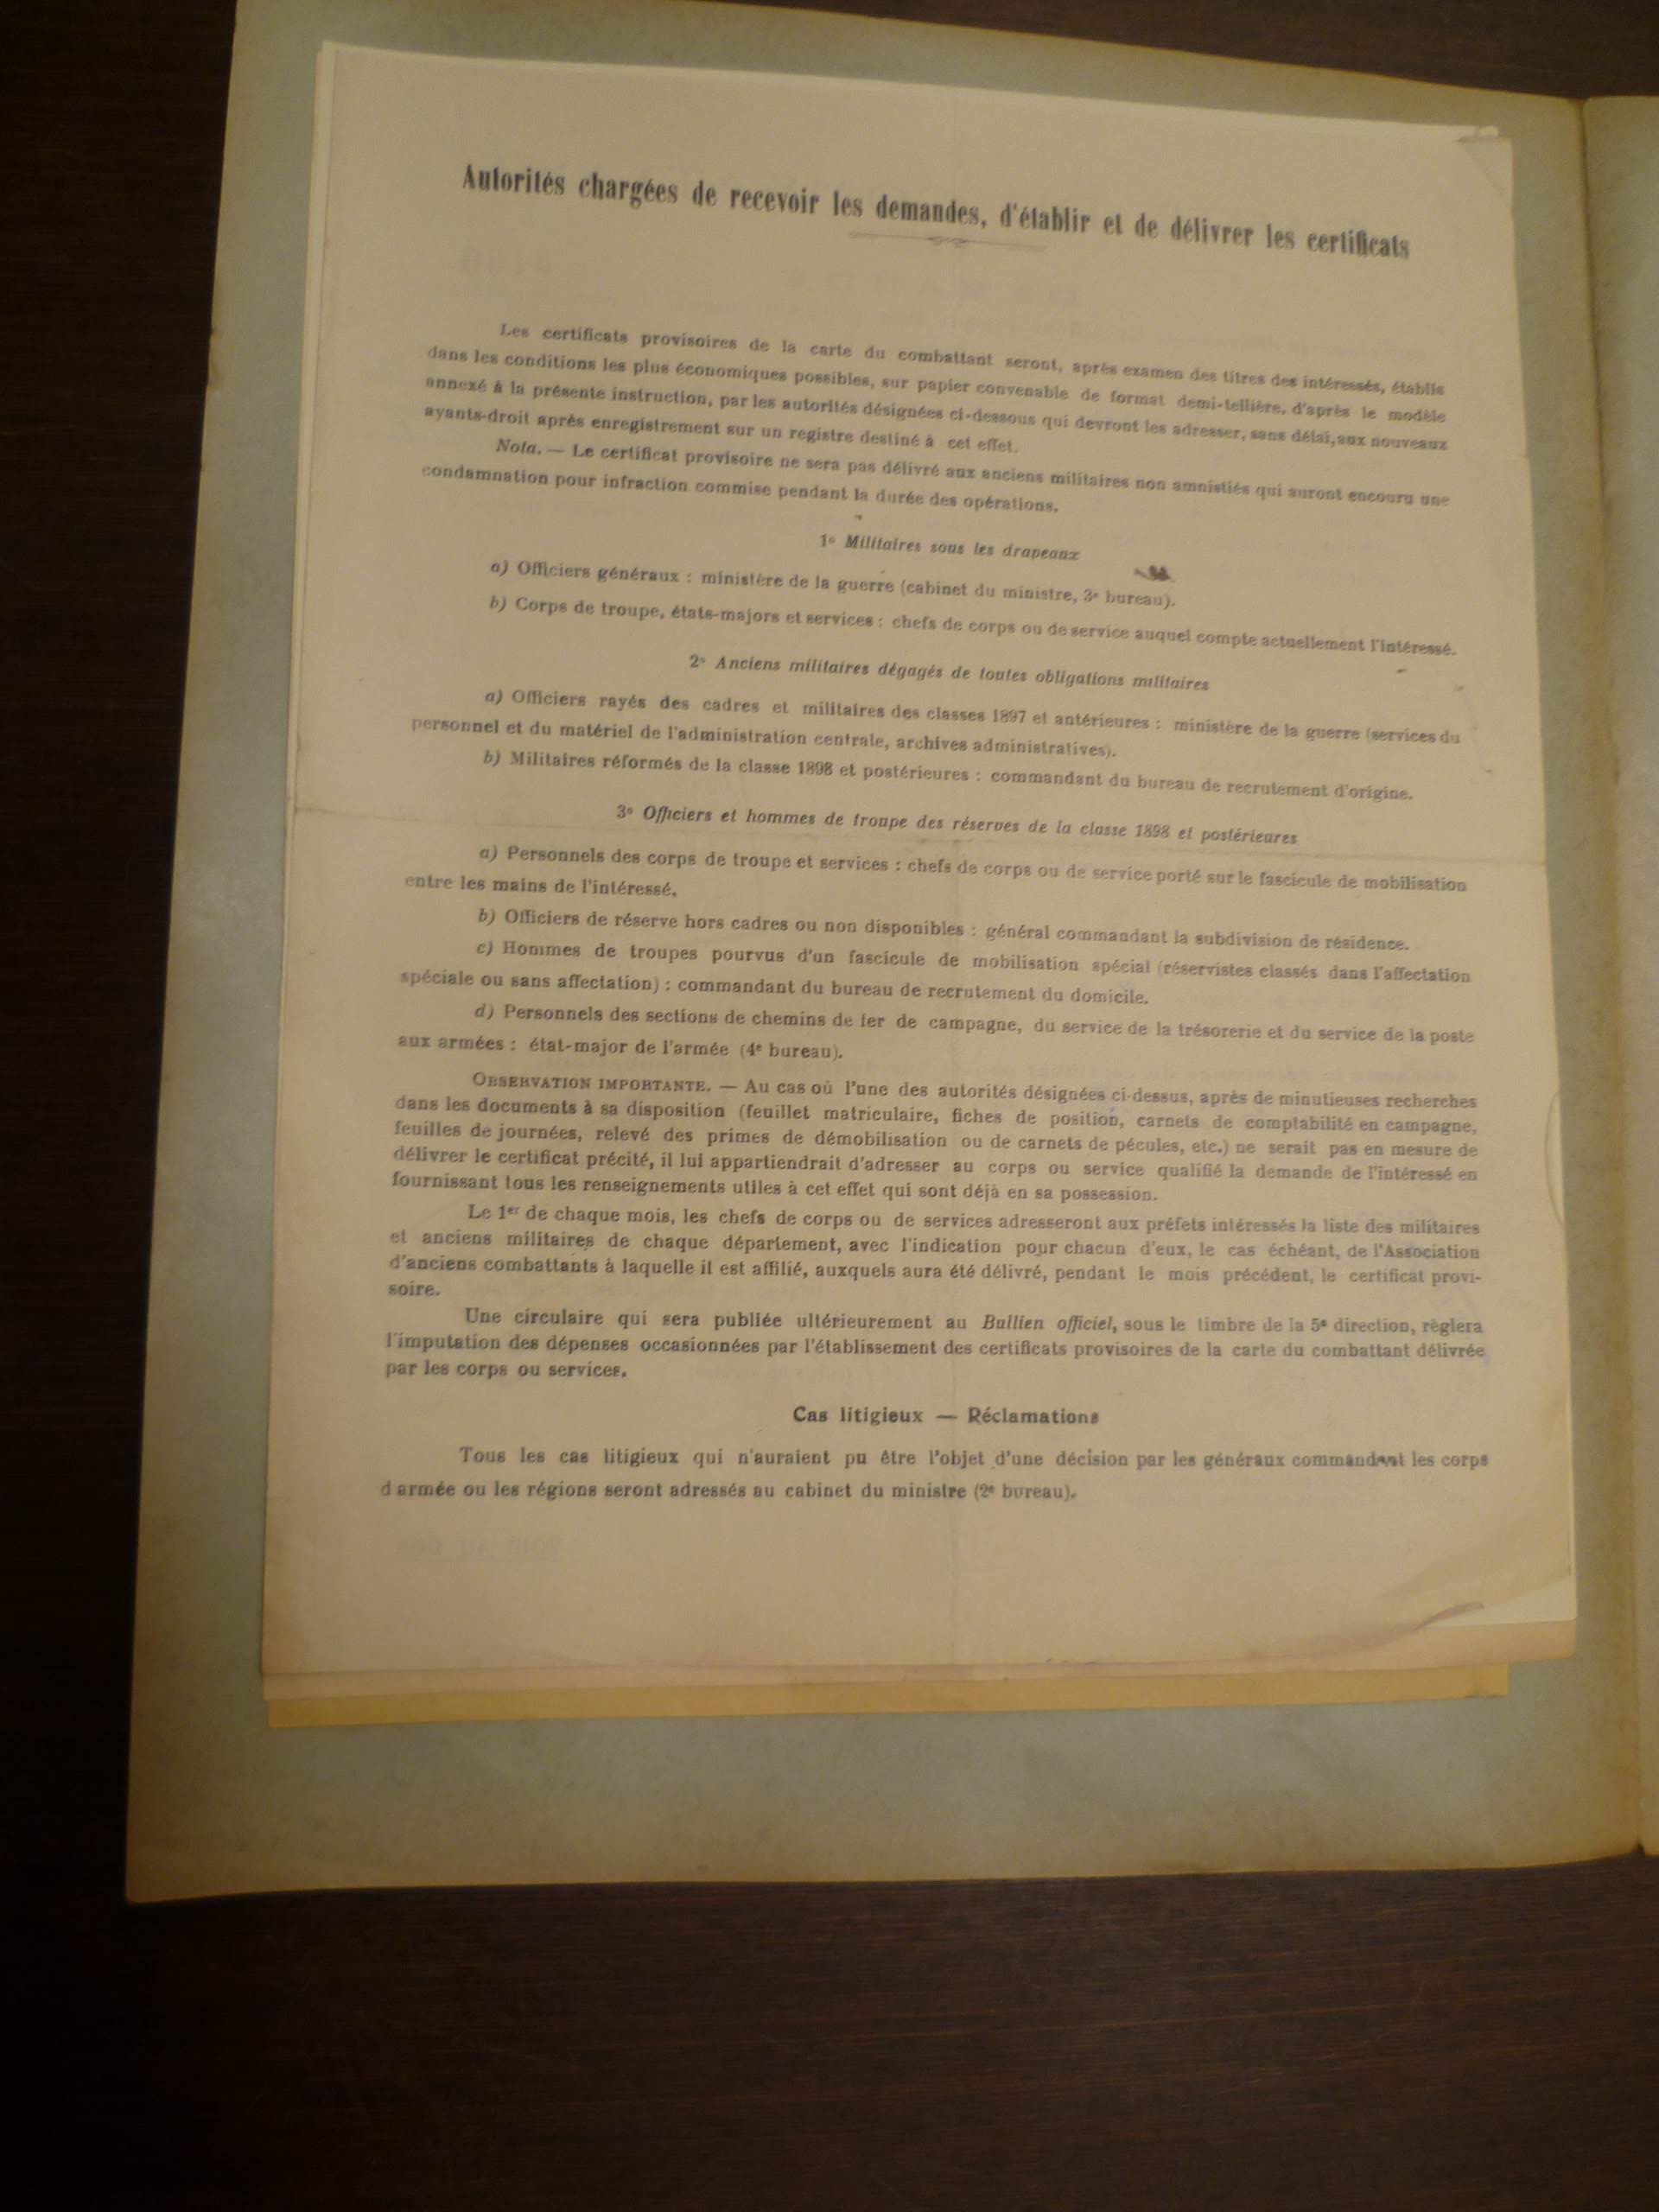 Autorités chargées de recevoir les demandes, d'établir et de délivrer les certificats
Les certificats provisoires de la carte du combattant seront, après examen des titres des intéressés, établis
dans les conditions les plus économiques possibles, sur papier convenable de format demi-tellière, d'après le modèle
annexé à la présente instruction, par les autorités désignées ci-dessous qui devront les adresser, sans délai, aux nouveaux
ayants-droit après enregistrement sur un registre destiné à cet effet.
Nota. — Le certificat provisoire ne sera pas délivré aux anciens militaires non amnistiés qui auront encouru une
condamnation pour infraction commise pendant la durée des opérations.
1° Militaires sous les drapeaux
a) Officiers généraux : ministère de la guerre (cabinet du ministre, 3e bureau).
b) Corps de troupe, états-majors et services : chefs de corps ou de service auquel compte actuellement l'intéressé.
2° Anciens militaires dégagés de toutes obligations militaires
a) Officiers rayés des cadres et militaires des classes 1897 et antérieures : ministère de la guerre (services du
personnel et du matériel de l'administration centrale, archives administratives).
b) Militaires réformés de la classe 1898 et postérieures : commandant du bureau de recrutement d'origine.
3° Officiers et hommes de troupe des réserves de la classe 1898 et postérieures
a) Personnels des corps de troupe et services : chefs de corps ou de service porté sur le fascicule de mobilisation
entre les mains de l'intéressé.
b) Officiers de réserve hors cadres ou non disponibles : général commandant la subdivision de résidence.
c) Hommes de troupes pourvus d'un fascicule de mobilisation spécial (réservistes classés dans l'affectation
spéciale ou sans affectation) : commandant du bureau de recrutement du domicile.
d) Personnels des sections de chemins de fer de campagne, du service de la trésorerie et du service de la poste
aux armées : état-major de l'armée (4e bureau).
OBSERVATION IMPORTANTE. — Au cas où l'une des autorités désignées ci-dessus, après de minutieuses recherches
dans les documents à sa disposition (feuillet matriculaire, fiches de position, carnets de comptabilité en campagne,
feuilles de journées, relevé des primes de démobilisation ou de carnets de pécules, etc.) ne serait pas en mesure de
délivrer le certificat précité, il lui appartiendrait d'adresser au corps ou service qualifié la demande de l'intéressé en
fournissant tous les renseignements utiles à cet effet qui sont déjà en sa possession.
Le 1er de chaque mois, les chefs de corps ou de services adresseront aux préfets intéressés la liste des militaires
et anciens militaires de chaque département, avec l'indication pour chacun d'eux, le cas échéant, de l'Association
d'anciens combattants à laquelle il est affilié, auxquels aura été délivré, pendant le mois précédent, le certificat provi-
soire.
Une circulaire qui sera publiée ultérieurement au Bullien officiel, sous le timbre de la 5e direction, règlera
l'imputation des dépenses occasionnées par l'établissement des certificats provisoires de la carte du combattant délivrée
par les corps ou services.
Cas litigieux — Réclamations
Tous les cas litigieux qui n'auraient pu être l'objet d'une décision par les généraux commandant les corps
d armée ou les régions seront adressés au cabinet du ministre (2e bureau).